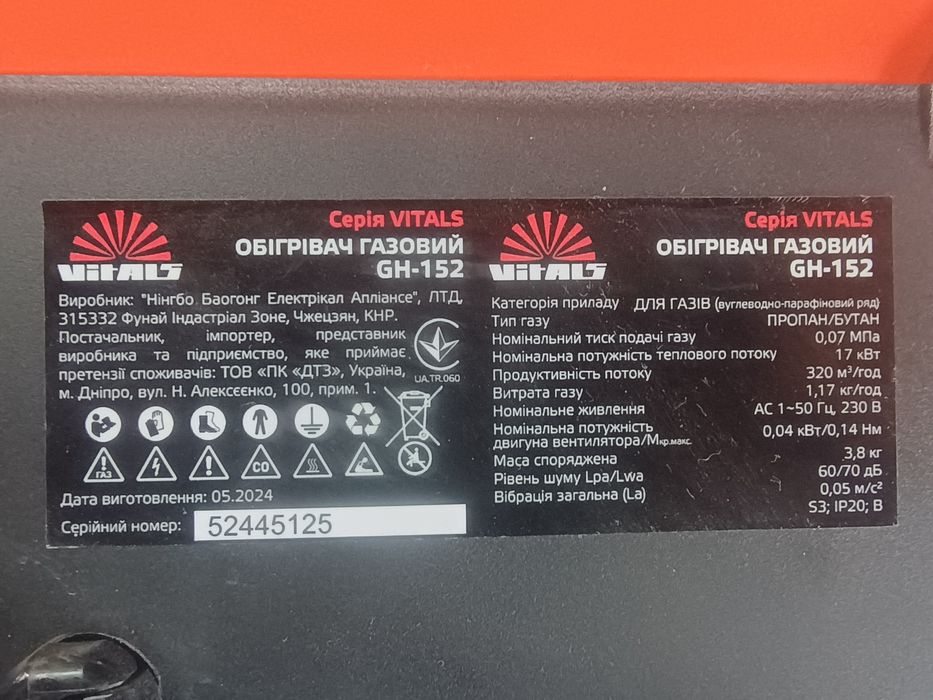 VITALS
Серія VITALS
ОБІГРІВАЧ ГАЗОВИЙ
GH-152
Виробник: "Нінгбо Баогонг Електрікал Апліансе", ЛТД,
315332 Фунай Індастріал Зоне, Чжецзян, КНР.
Постачальник, імпортер, представник
виробника та підприємство, яке приймає
претензії споживачів: ТОВ «ПК «ДТЗ», Україна,
м. Дніпро, вул. Н. Алексєєнко, 100, прим. 1.
UA.TR.060
ГАЗ
CO
Дата виготовлення: 05.2024
Серійний номер: 52445125
VITALS
Серія VITALS
ОБІГРІВАЧ ГАЗОВИЙ
GH-152
Категорія приладу ДЛЯ ГАЗІВ (вуглеводно-парафіновий ряд)
Тип газу ПРОПАН/БУТАН
Номінальний тиск подачі газу 0,07 МПа
Номінальна потужність теплового потоку 17 кВт
Продуктивність потоку 320 м³/год
Витрата газу 1,17 кг/год
Номінальне живлення АС 1~50 Гц, 230 В
Номінальна потужність
двигуна вентилятора/Мкр.макс. 0,04 кВт/0,14 Нм
Маса споряджена 3,8 кг
Рівень шуму Lpa/Lwa 60/70 дБ
Вібрація загальна (La) 0,05 м/с²
S3; IP20; B